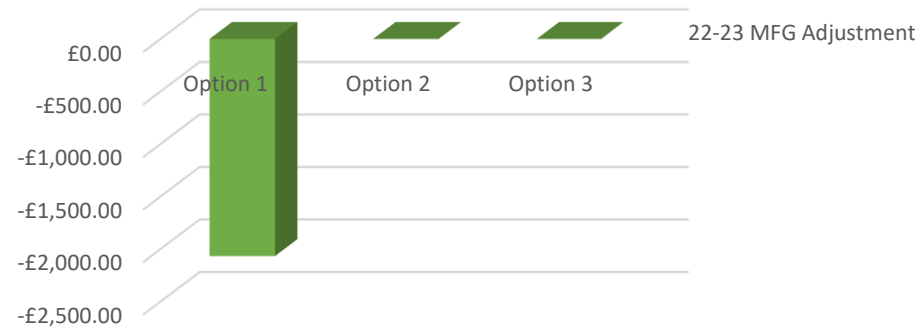 £0.00
-£500.00
-£1,000.00
-£1,500.00
-£2,000.00
-£2,500.00
Option 1
Option 2
Option 3
22-23 MFG Adjustment